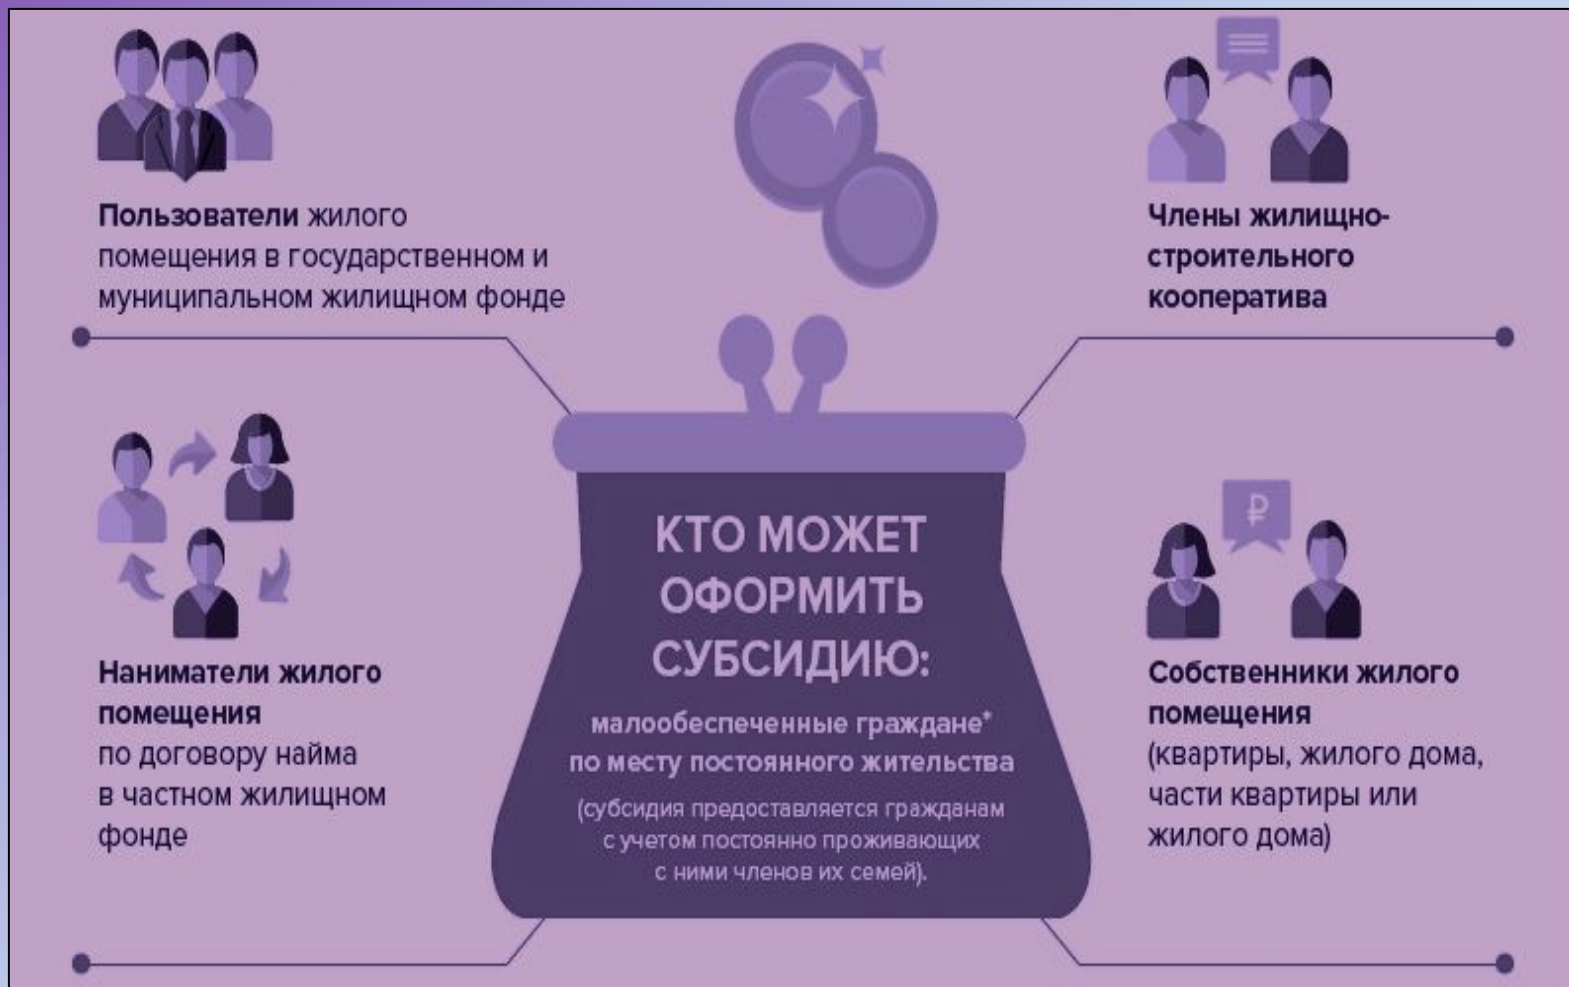 Пользователи жилого
помещения в государственном и
муниципальном жилищном фонде
Члены жилищно-
строительного
кооператива
КТО МОЖЕТ
ОФОРМИТЬ
СУБСИДИЮ:
малообеспеченные граждане*
по месту постоянного жительства
(субсидия предоставляется гражданам
с учетом постоянно проживающих
с ними членов их семей).
Наниматели жилого
помещения
по договору найма
в частном жилищном
фонде
₽
Собственники жилого
помещения
(квартиры, жилого дома,
части квартиры или
жилого дома)